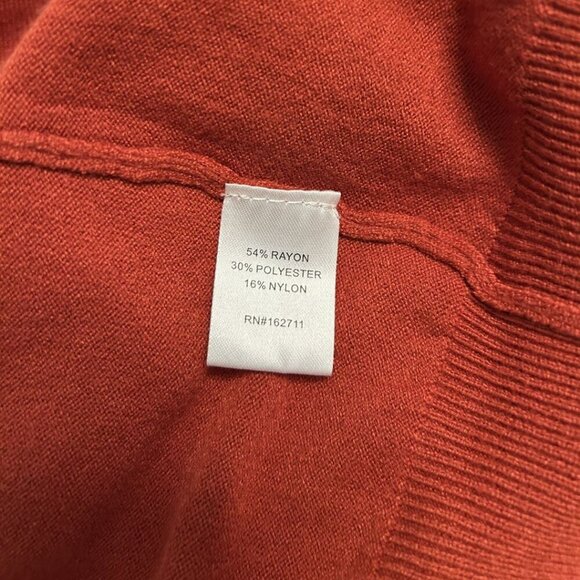 54% RAYON
30% POLYESTER
16% NYLON
RN#162711